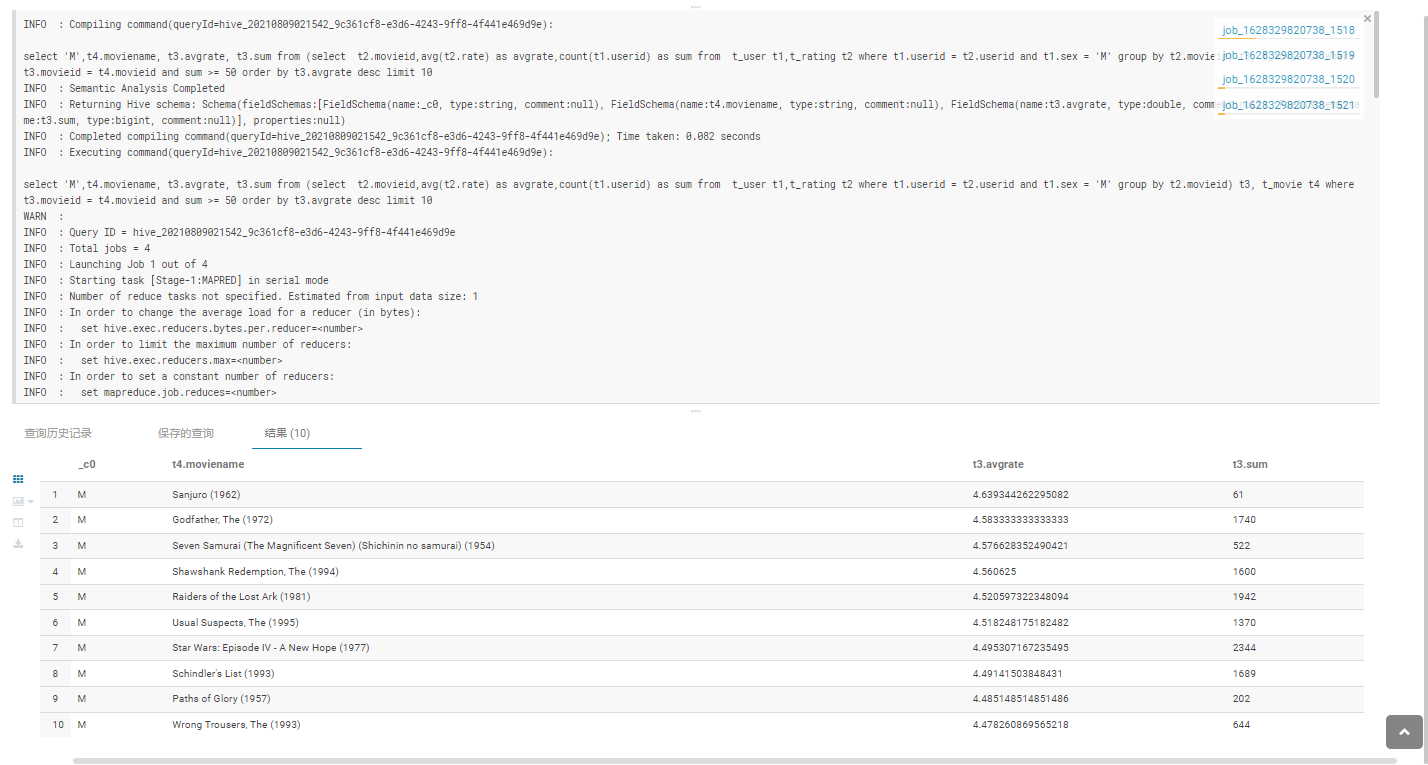 INFO  : Compiling command(queryId=hive_20210809021542_9c361cf8-e3d6-4243-9ff8-4f441e469d9e):
job_1628329820738_1518
select 'M',t4.moviename, t3.avgrate, t3.sum from (select  t2.movieid,avg(t2.rate) as avgrate,count(t1.userid) as sum from  t_user t1,t_rating t2 where t1.userid = t2.userid and t1.sex = 'M' group by
job_1628329820738_1519
t3.movieid = t4.movieid and sum >= 50 order by t3.avgrate desc limit 10
job_1628329820738_1520
INFO  : Semantic Analysis Completed
INFO  : Returning Hive schema: Schema(fieldSchemas:[FieldSchema(name:_c0, type:string, comment:null), FieldSchema(name:t4.moviename, type:string, comment:null), FieldSchema(name:t3.avgrate, type:double,
job_1628329820738_1521
me:t3.sum, type:bigint, comment:null)], properties:null)
INFO  : Completed compiling command(queryId=hive_20210809021542_9c361cf8-e3d6-4243-9ff8-4f441e469d9e); Time taken: 0.082 seconds
INFO  : Executing command(queryId=hive_20210809021542_9c361cf8-e3d6-4243-9ff8-4f441e469d9e):
select 'M',t4.moviename, t3.avgrate, t3.sum from (select  t2.movieid,avg(t2.rate) as avgrate,count(t1.userid) as sum from  t_user t1,t_rating t2 where t1.userid = t2.userid and t1.sex = 'M' group by t2.movieid) t3, t_movie t4 where
t3.movieid = t4.movieid and sum >= 50 order by t3.avgrate desc limit 10
WARN  :
INFO  : Query ID = hive_20210809021542_9c361cf8-e3d6-4243-9ff8-4f441e469d9e
INFO  : Total jobs = 4
INFO  : Launching Job 1 out of 4
INFO  : Starting task [Stage-1:MAPRED] in serial mode
INFO  : Number of reduce tasks not specified. Estimated from input data size: 1
INFO  : In order to change the average load for a reducer (in bytes):
INFO  :   set hive.exec.reducers.bytes.per.reducer=<number>
INFO  : In order to limit the maximum number of reducers:
INFO  :   set hive.exec.reducers.max=<number>
INFO  : In order to set a constant number of reducers:
INFO  :   set mapreduce.job.reduces=<number>
查询历史记录 保存的查询 结果 (10)
_c0 t4.moviename t3.avgrate t3.sum
1 M Sanjuro (1962) 4.639344262295082 61
2 M Godfather, The (1972) 4.583333333333333 1740
3 M Seven Samurai (The Magnificent Seven) (Shichinin no samurai) (1954) 4.576628352490421 522
4 M Shawshank Redemption, The (1994) 4.560625 1600
5 M Raiders of the Lost Ark (1981) 4.520597322348094 1942
6 M Usual Suspects, The (1995) 4.518248175182482 1370
7 M Star Wars: Episode IV - A New Hope (1977) 4.495307167235495 2344
8 M Schindler's List (1993) 4.49141503848431 1689
9 M Paths of Glory (1957) 4.485148514851486 202
10 M Wrong Trousers, The (1993) 4.478260869565218 644